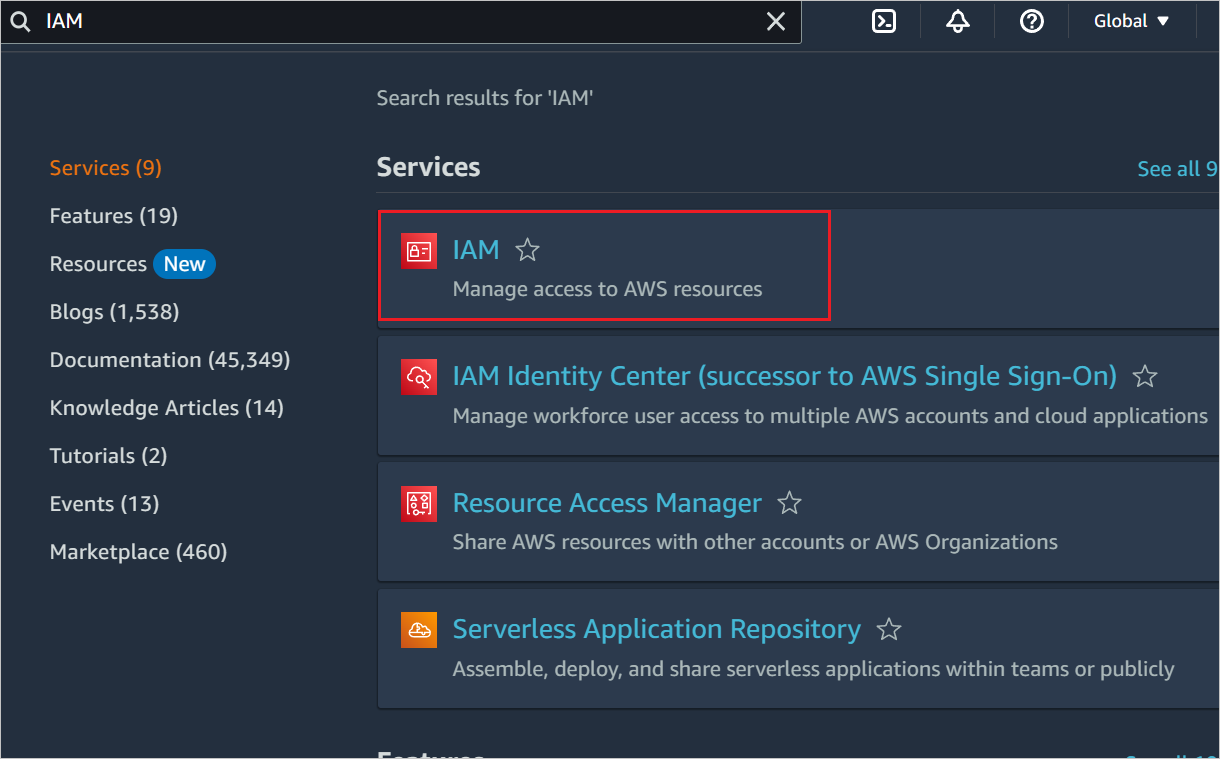 IAM
Global ▼
Search results for 'IAM'
Services (9)
Features (19)
Resources New
Blogs (1,538)
Documentation (45,349)
Knowledge Articles (14)
Tutorials (2)
Events (13)
Marketplace (460)
Services
See all 9
IAM
Manage access to AWS resources
IAM Identity Center (successor to AWS Single Sign-On)
Manage workforce user access to multiple AWS accounts and cloud applications
Resource Access Manager
Share AWS resources with other accounts or AWS Organizations
Serverless Application Repository
Assemble, deploy, and share serverless applications within teams or publicly
Features